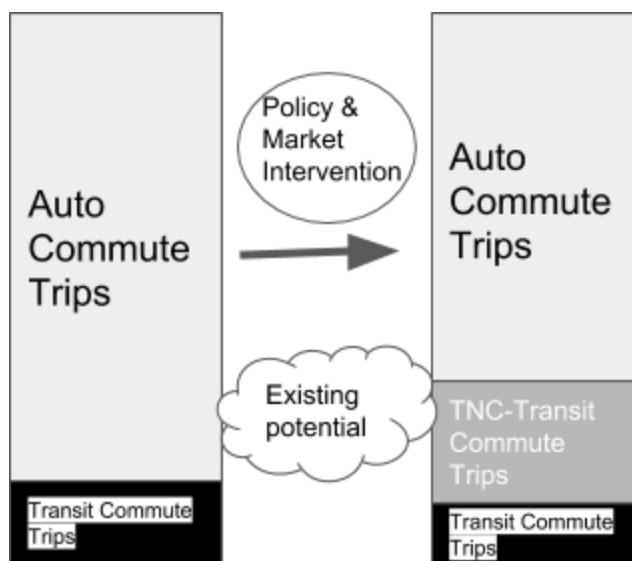 Auto
Commute
Trips
Transit Commute
Trips
Policy &
Market
Intervention
Existing
potential
Auto
Commute
Trips
TNC-Transit
Commute
Trips
Transit Commute
Trips